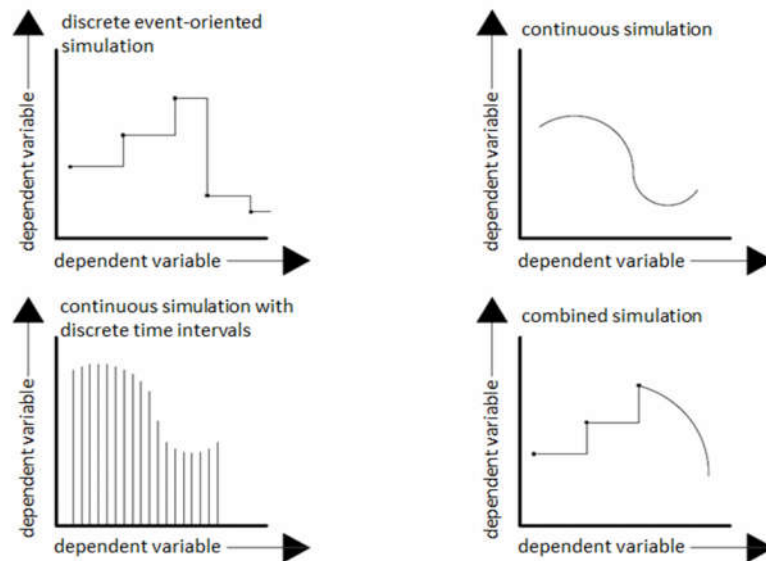 discrete event-oriented
simulation
dependent variable
dependent variable
continuous simulation
dependent variable
dependent variable
continuous simulation with
discrete time intervals
dependent variable
dependent variable
combined simulation
dependent variable
dependent variable